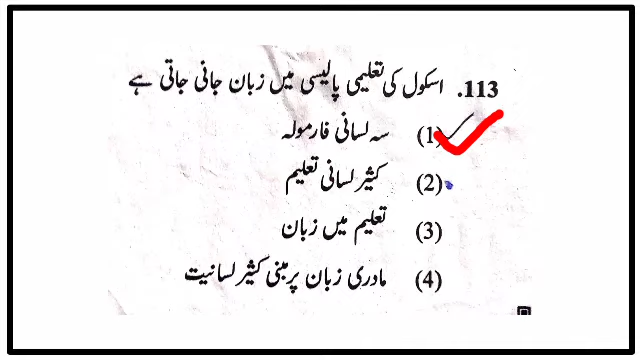 113. اسکول کی تعلیمی پالیسی میں زبان جانی جاتی ہے
(1) سہ لسانی فارمولہ
(2) کثیر لسانی تعلیم
(3) تعلیم میں زبان
(4) مادری زبان پر مبنی کثیر لسانیت